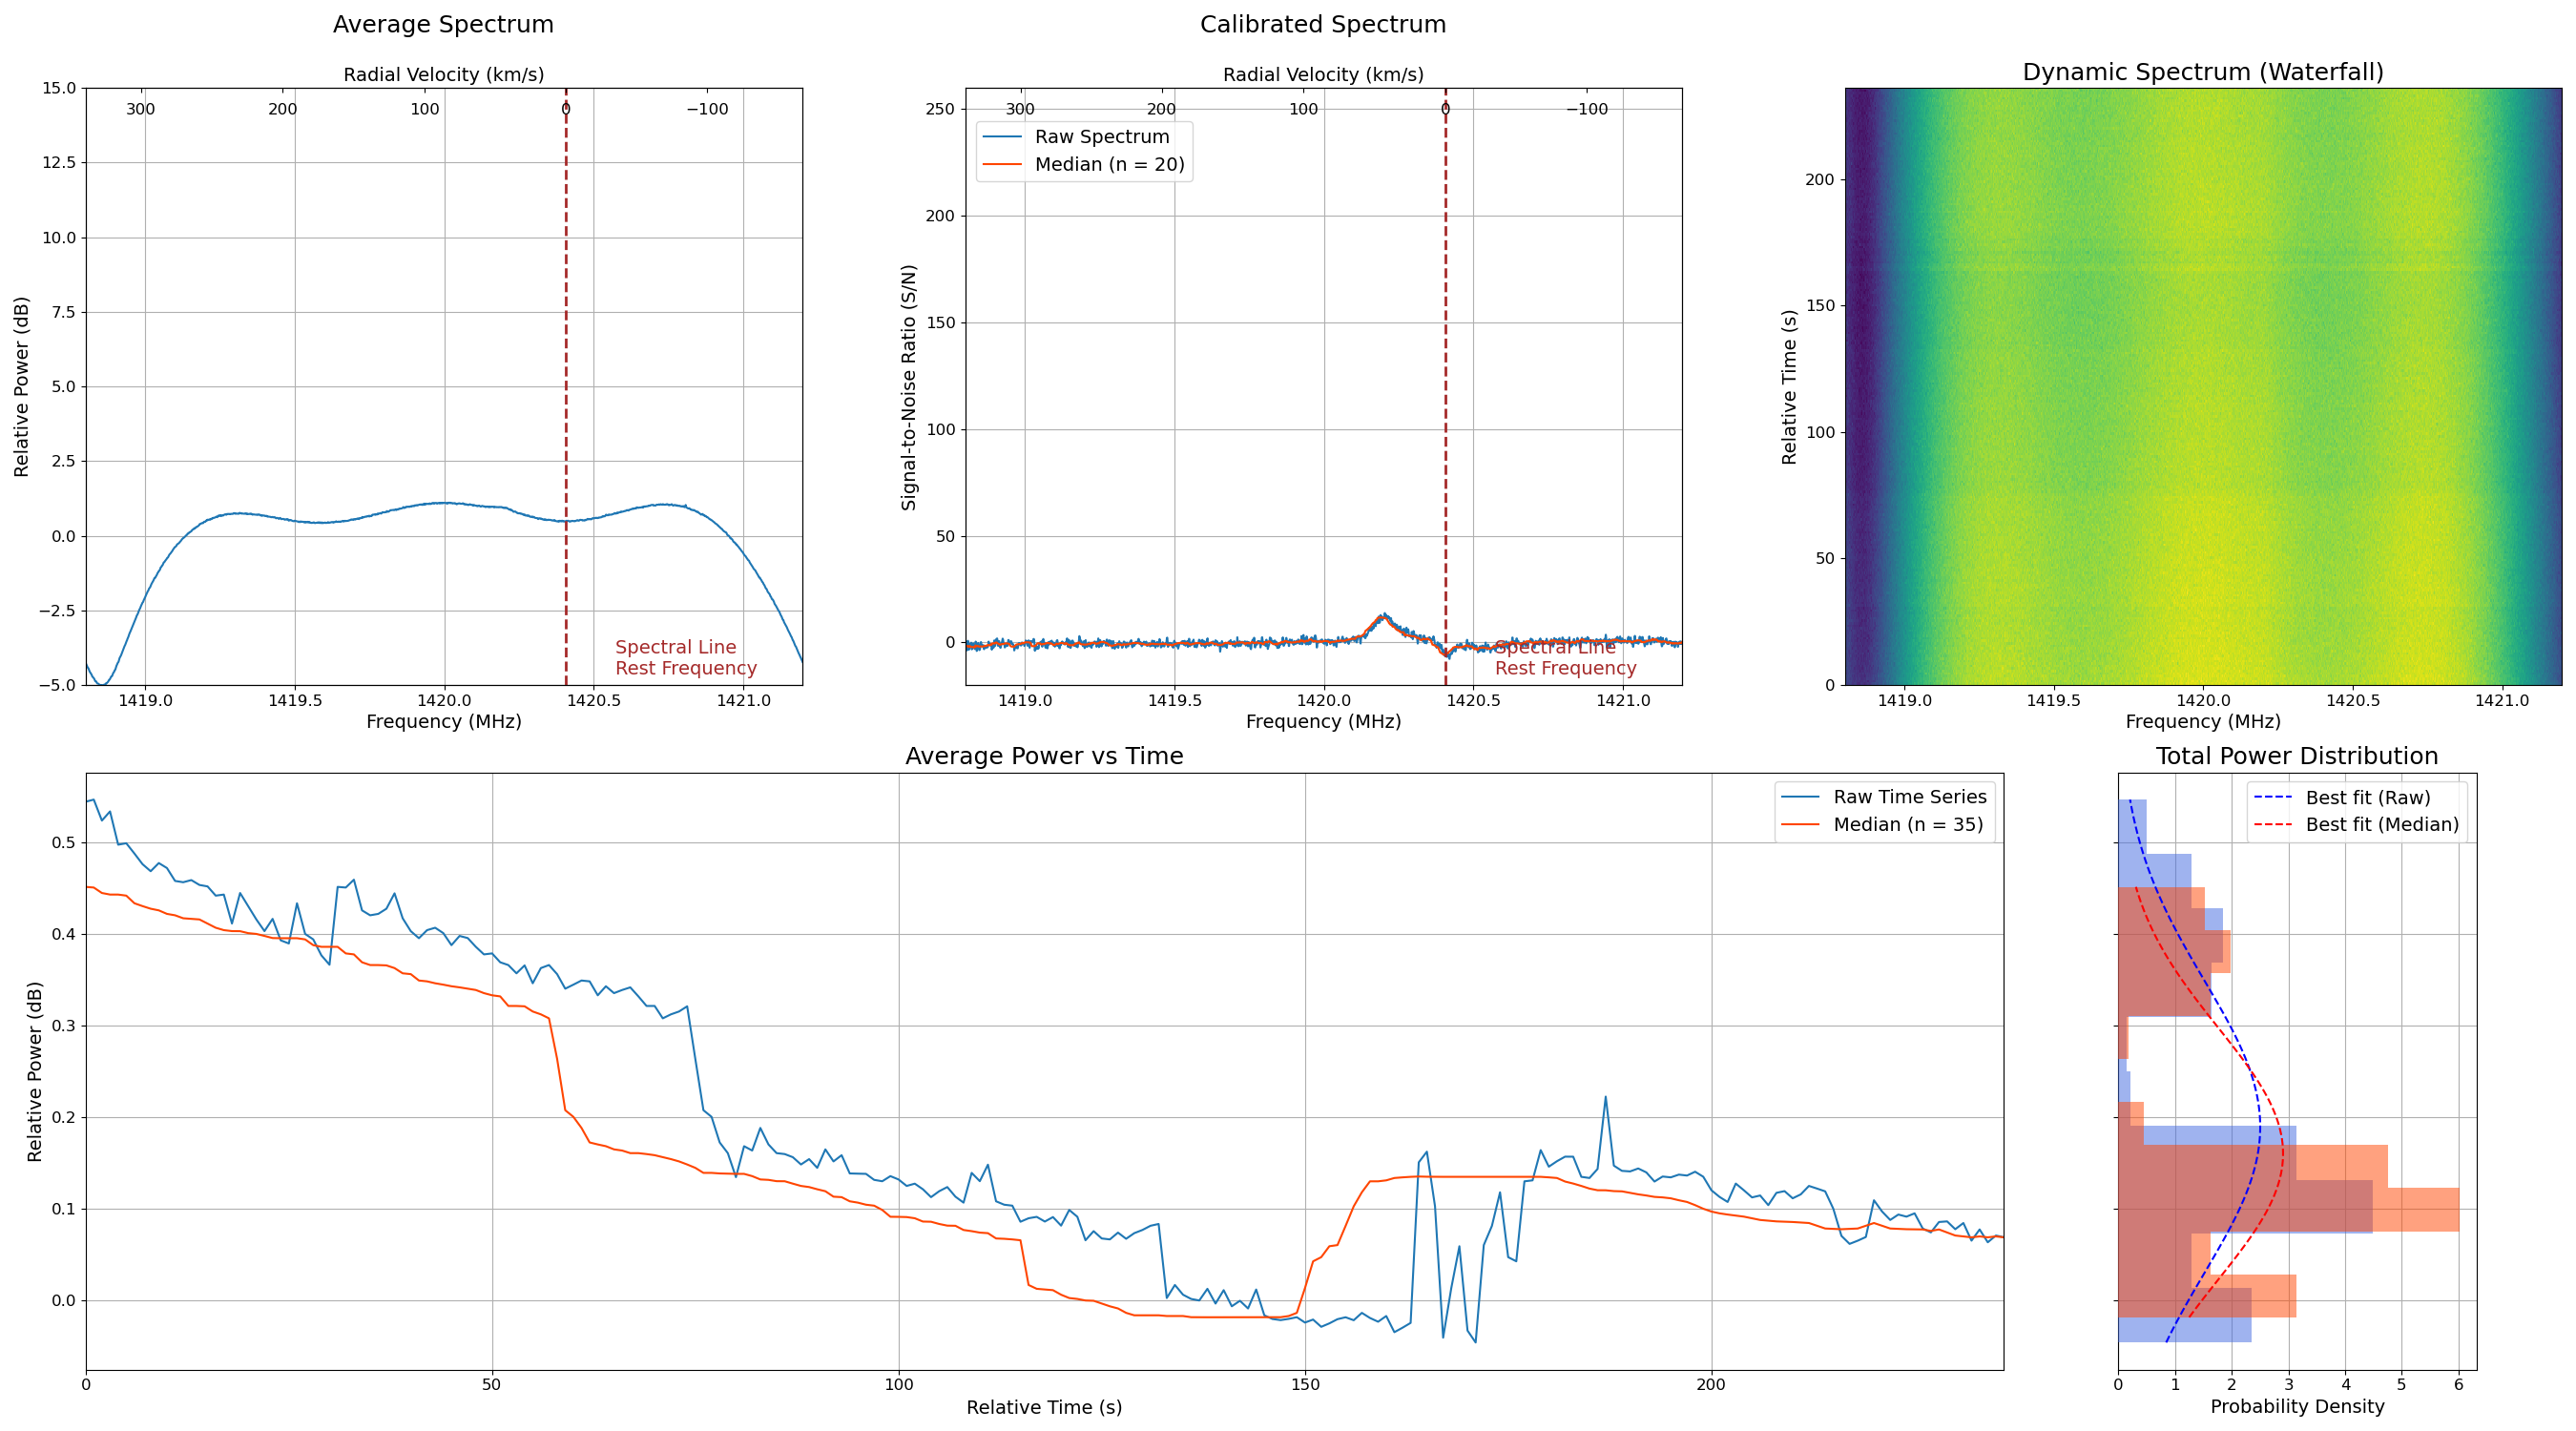 Average Spectrum
Radial Velocity (km/s)
300 200 100 0 −100
15.0
12.5
10.0
7.5
5.0
2.5
0.0
−2.5
−5.0
Relative Power (dB)
Spectral Line
Rest Frequency
1419.0 1419.5 1420.0 1420.5 1421.0
Frequency (MHz)
Calibrated Spectrum
Radial Velocity (km/s)
300 200 100 0 −100
Raw Spectrum
Median (n = 20)
250
200
150
100
50
0
Signal-to-Noise Ratio (S/N)
Spectral Line
Rest Frequency
1419.0 1419.5 1420.0 1420.5 1421.0
Frequency (MHz)
Dynamic Spectrum (Waterfall)
200
150
100
50
0
Relative Time (s)
1419.0 1419.5 1420.0 1420.5 1421.0
Frequency (MHz)
Average Power vs Time
Raw Time Series
Median (n = 35)
0.5
0.4
0.3
0.2
0.1
0.0
Relative Power (dB)
0 50 100 150 200
Relative Time (s)
Total Power Distribution
Best fit (Raw)
Best fit (Median)
0 1 2 3 4 5 6
Probability Density